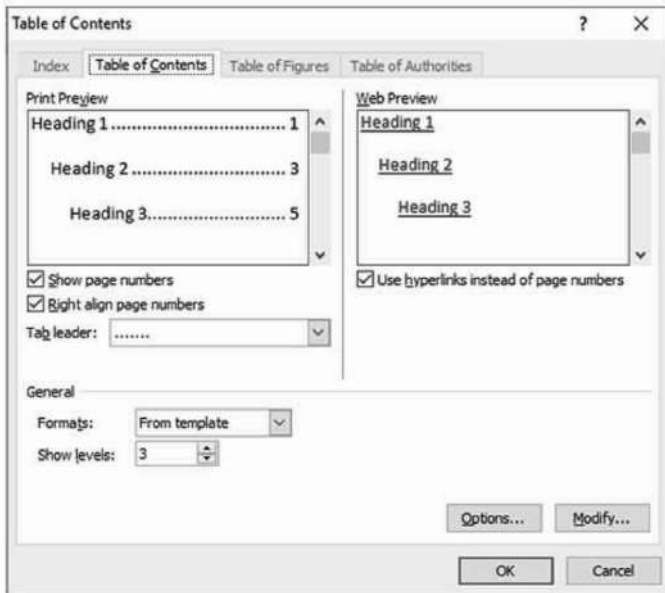 Table of Contents ? X
Index Table of Contents Table of Figures Table of Authorities
Print Preview
Heading 1.................................. 1
Heading 2.............................. 3
Heading 3.......................... 5
Show page numbers
Right align page numbers
Tab leader: .......
Web Preview
Heading 1
Heading 2
Heading 3
Use hyperlinks instead of page numbers
General
Formats: From template
Show levels: 3
Options... Modify...
OK Cancel